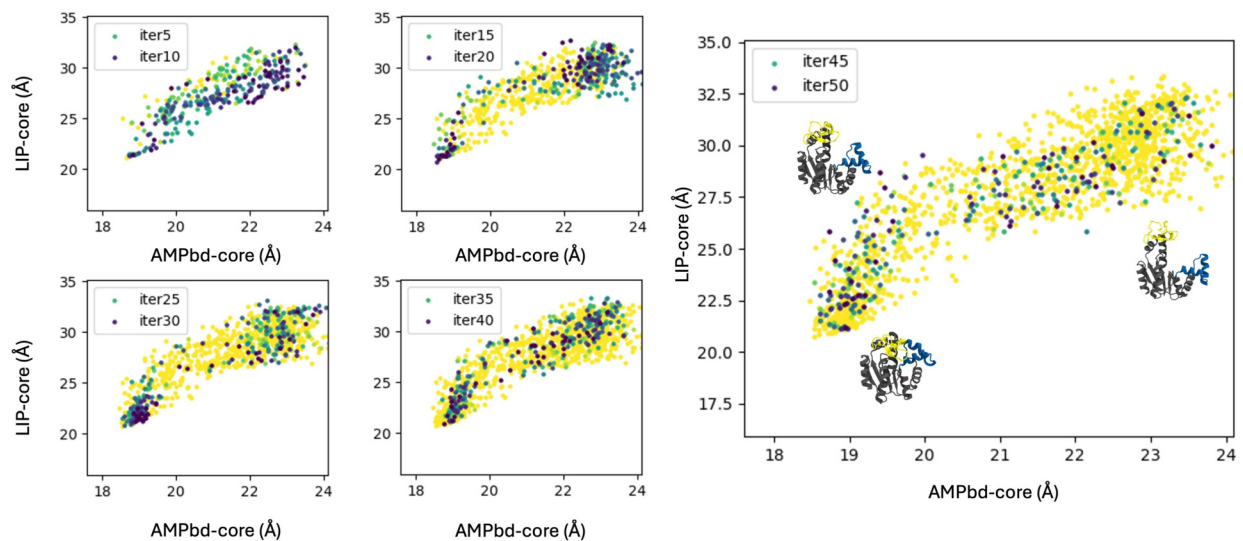 35
30
25
20
LIP-core (Å)
iter5
iter10
18
20
22
24
AMPbd-core (Å)
35
30
25
20
iter15
iter20
18
20
22
24
AMPbd-core (Å)
35
30
25
20
LIP-core (Å)
iter25
iter30
18
20
22
24
AMPbd-core (Å)
35
30
25
20
iter35
iter40
18
20
22
24
AMPbd-core (Å)
35.0
32.5
30.0
27.5
25.0
22.5
20.0
17.5
LIP-core (Å)
iter45
iter50
18
19
20
21
22
23
24
AMPbd-core (Å)